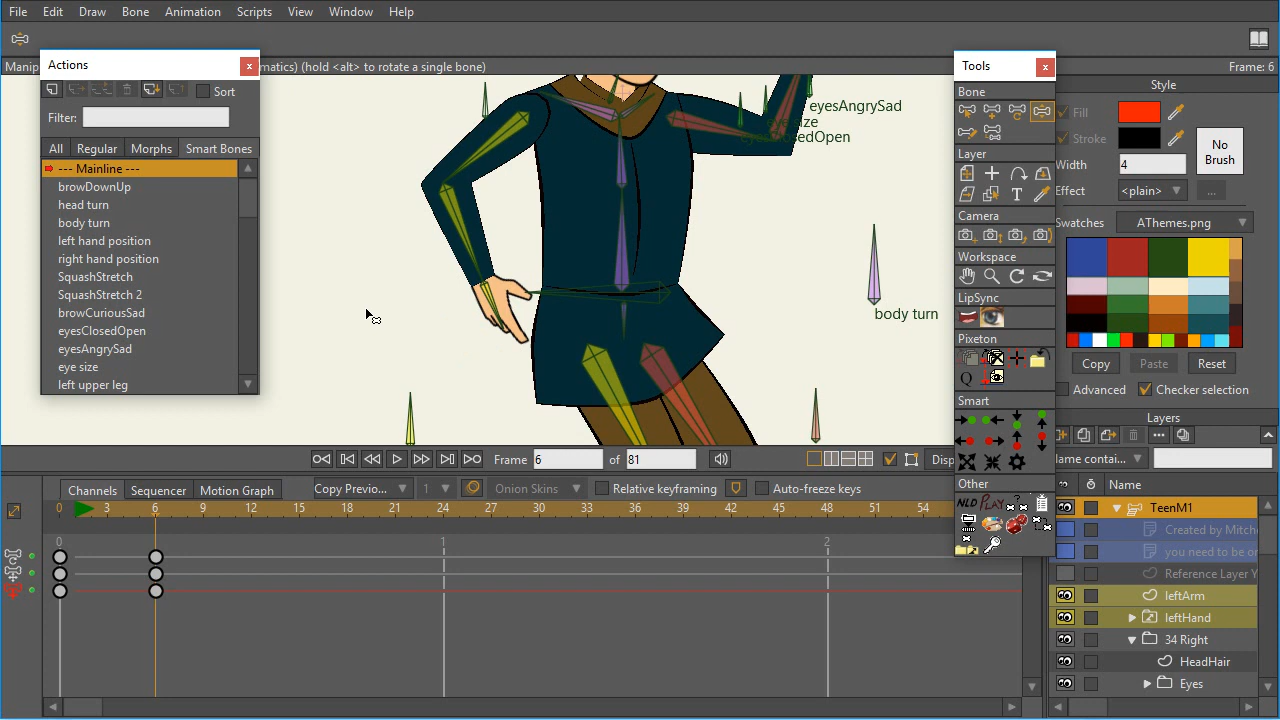 File Edit Draw Bone Animation Scripts View Window Help
Actions
Manip
matics) (hold <alt> to rotate a single bone)
Frame: 6
Sort
Filter:
All Regular Morphs Smart Bones
--- Mainline ---
browDownUp
head turn
body turn
left hand position
right hand position
SquashStretch
SquashStretch 2
browCuriousSad
eyesClosedOpen
eyesAngrySad
eye size
left upper leg
eyesAngrySad
body turn
Tools
Bone
Layer
T
Camera
Workspace
LipSync
Pixeton
Q
Smart
Other
NLD PLAY
Style
Fill
Stroke
No Brush
Width 4
Effect <plain> ...
Swatches AThemes.png
Copy Paste Reset
Advanced Checker selection
Layers
ame contai...
Name
TeenM1
Created by Mitche
you need to be or
Reference Layer Y
leftArm
leftHand
34 Right
HeadHair
Eyes
Frame 6 of 81 Disp
Channels Sequencer Motion Graph Copy Previo... 1 Onion Skins Relative keyframing Auto-freeze keys
0 3 6 9 12 15 18 21 24 27 30 33 36 39 42 45 48 51 54
0 1 2